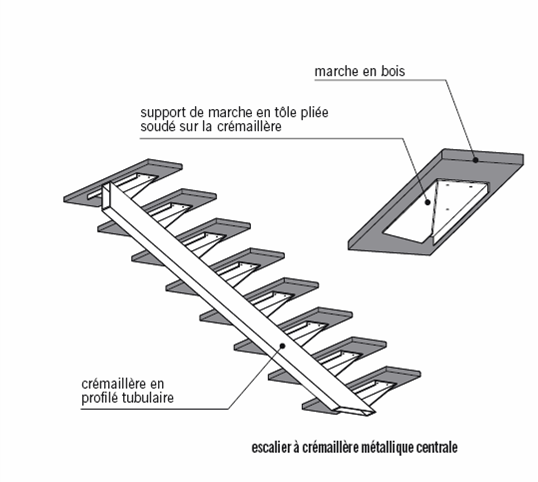 marche en bois
support de marche en tôle pliée
soudé sur la crémaillère
crémaillère en
profilé tubulaire
escalier à crémaillère métallique centrale